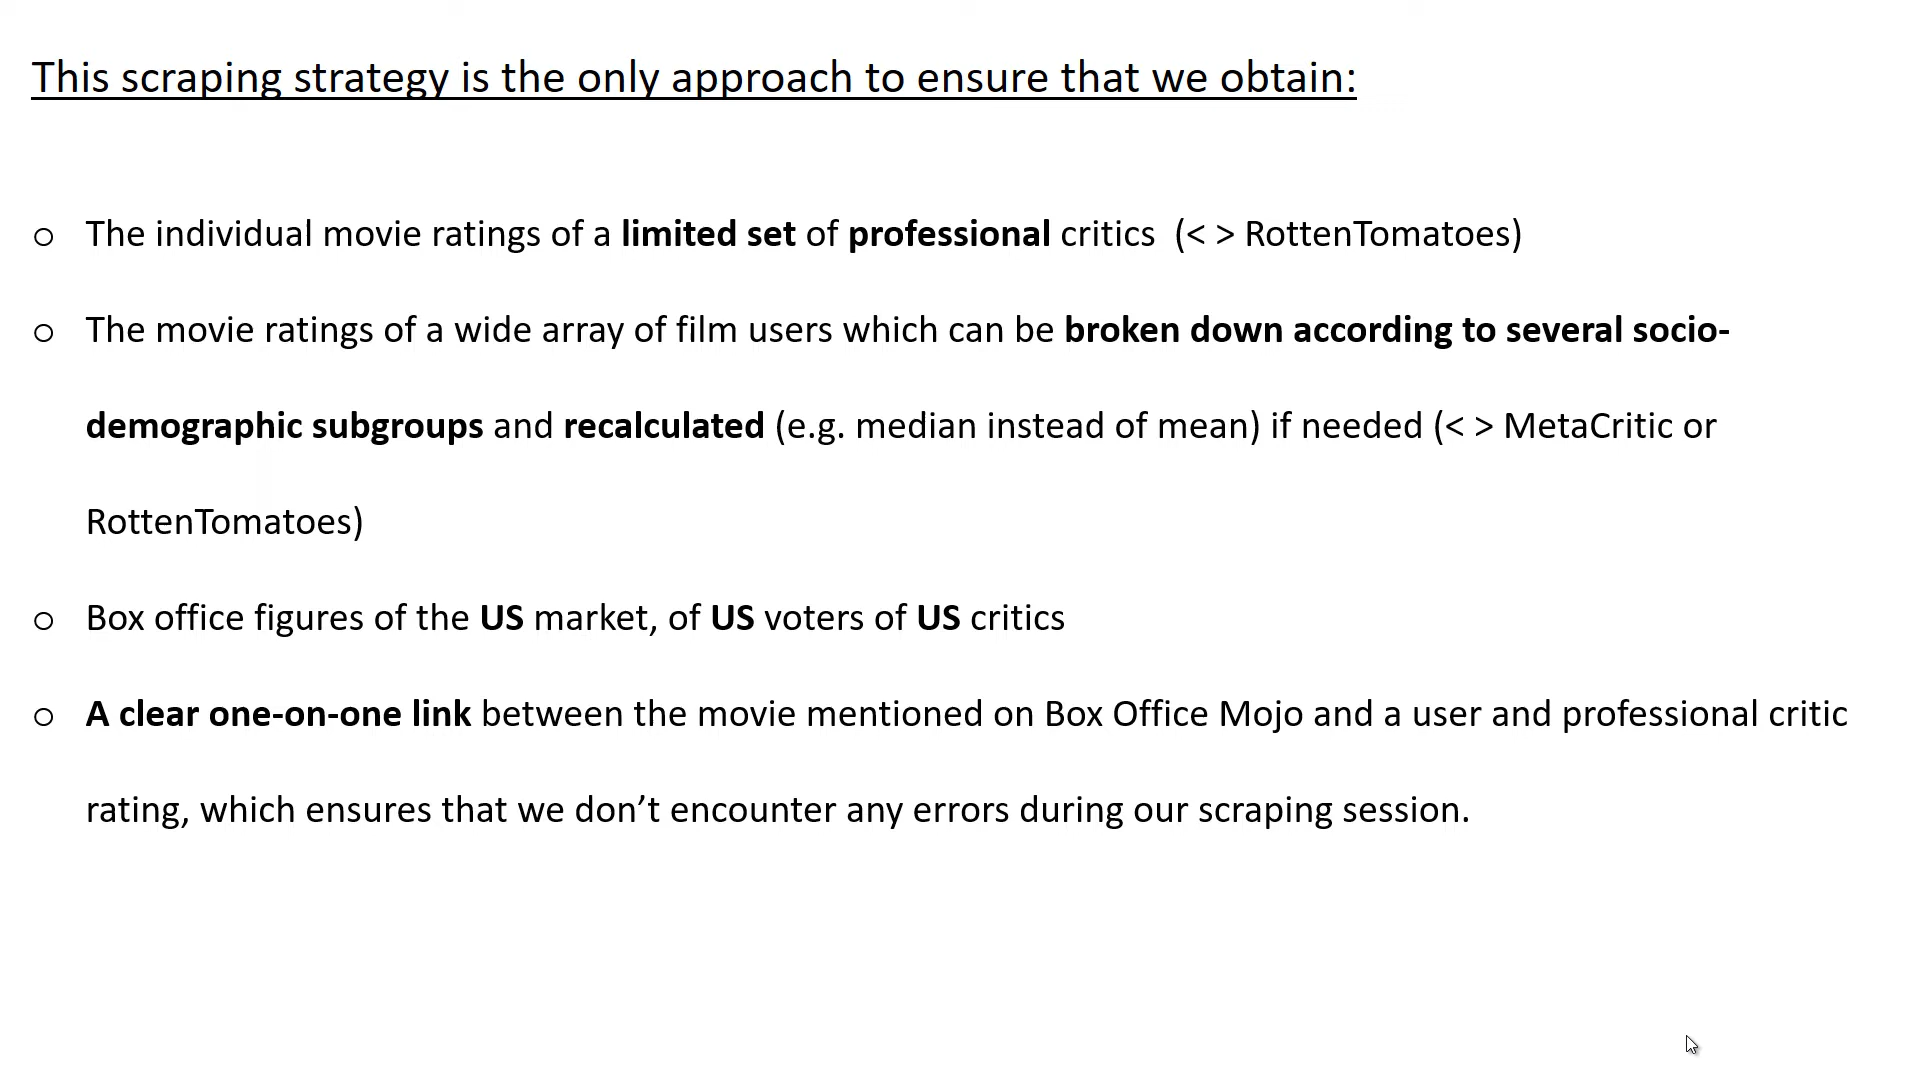 This scraping strategy is the only approach to ensure that we obtain:
o The individual movie ratings of a limited set of professional critics (< > RottenTomatoes)
o The movie ratings of a wide array of film users which can be broken down according to several socio-
demographic subgroups and recalculated (e.g. median instead of mean) if needed (< > MetaCritic or
RottenTomatoes)
o Box office figures of the US market, of US voters of US critics
o A clear one-on-one link between the movie mentioned on Box Office Mojo and a user and professional critic
rating, which ensures that we don’t encounter any errors during our scraping session.